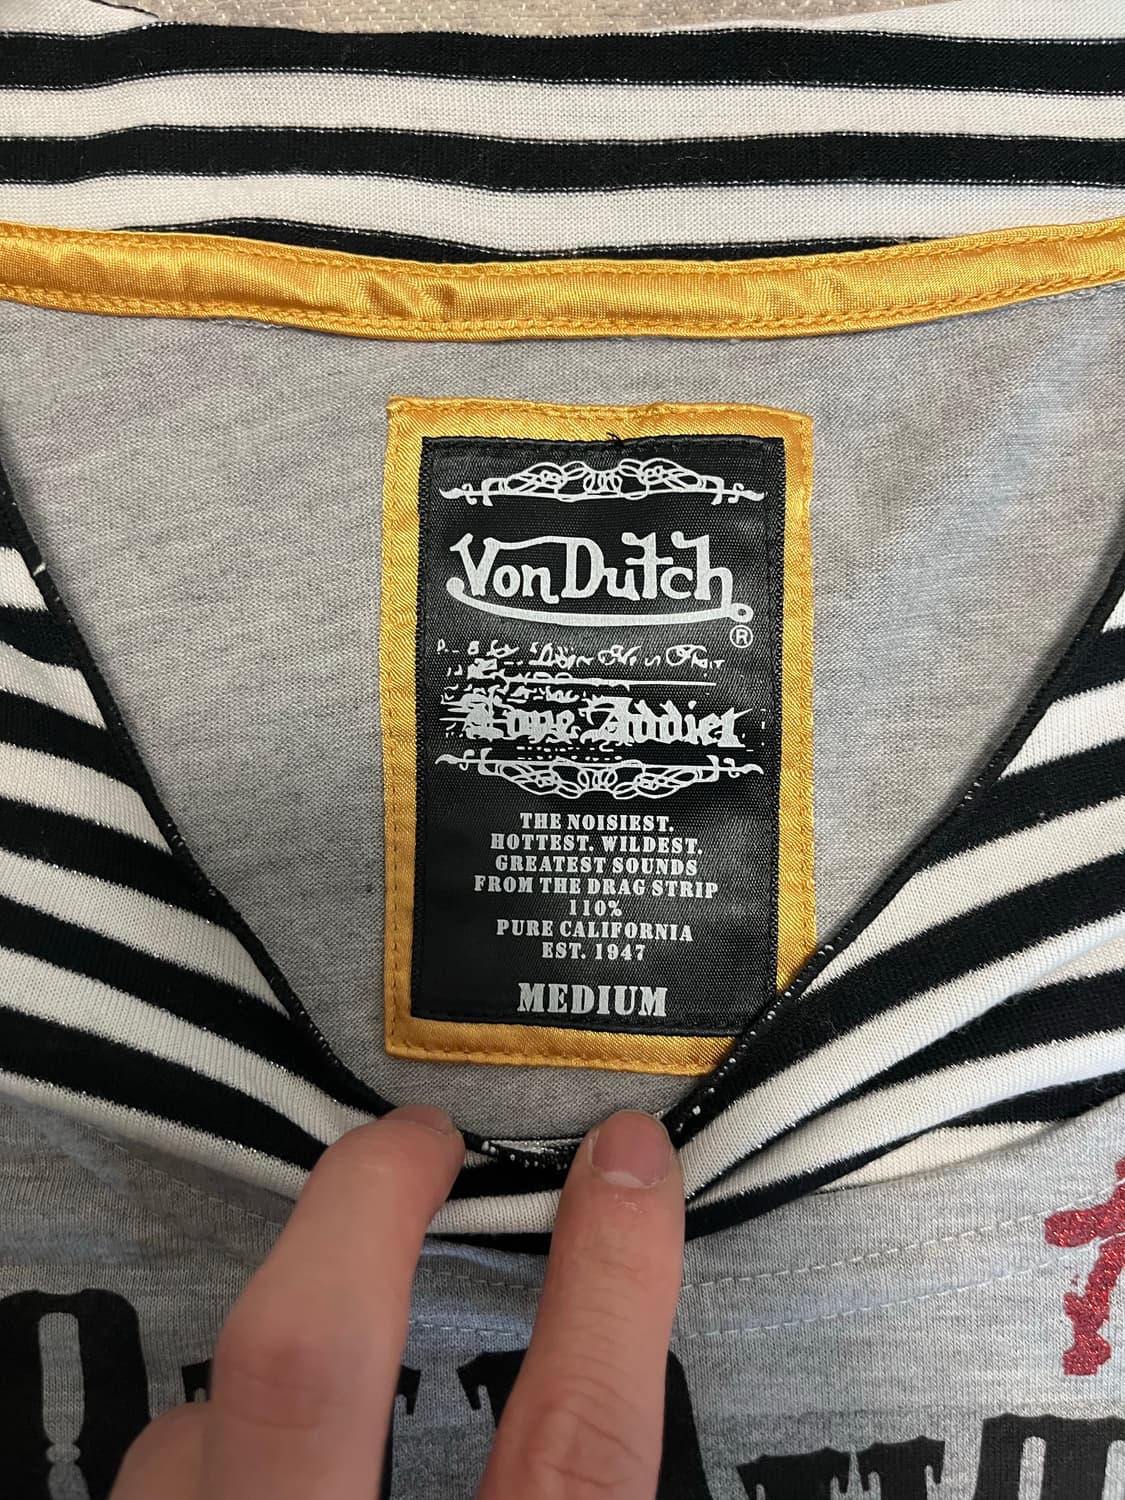 Von Dutch
®
Love Addict
THE NOISIEST.
HOTTEST. WILDEST.
GREATEST SOUNDS
FROM THE DRAG STRIP
110%
PURE CALIFORNIA
EST. 1947
MEDIUM